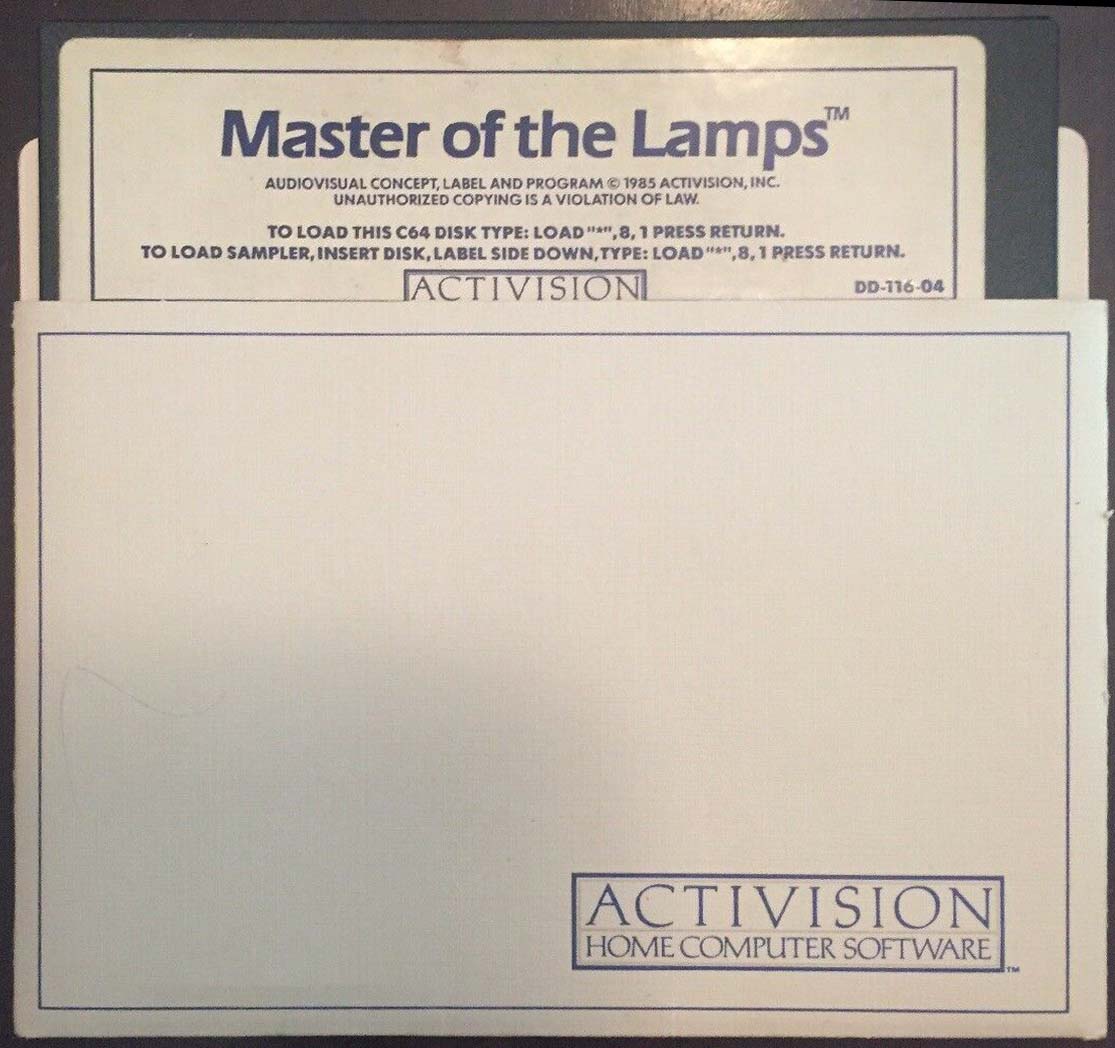 Master of the Lamps™
AUDIOVISUAL CONCEPT, LABEL AND PROGRAM © 1985 ACTIVISION, INC.
UNAUTHORIZED COPYING IS A VIOLATION OF LAW.
TO LOAD THIS C64 DISK TYPE: LOAD "*", 8, 1 PRESS RETURN.
TO LOAD SAMPLER, INSERT DISK, LABEL SIDE DOWN, TYPE: LOAD "*", 8, 1 PRESS RETURN.
ACTIVISION
DD-116-04
ACTIVISION
HOME COMPUTER SOFTWARE™